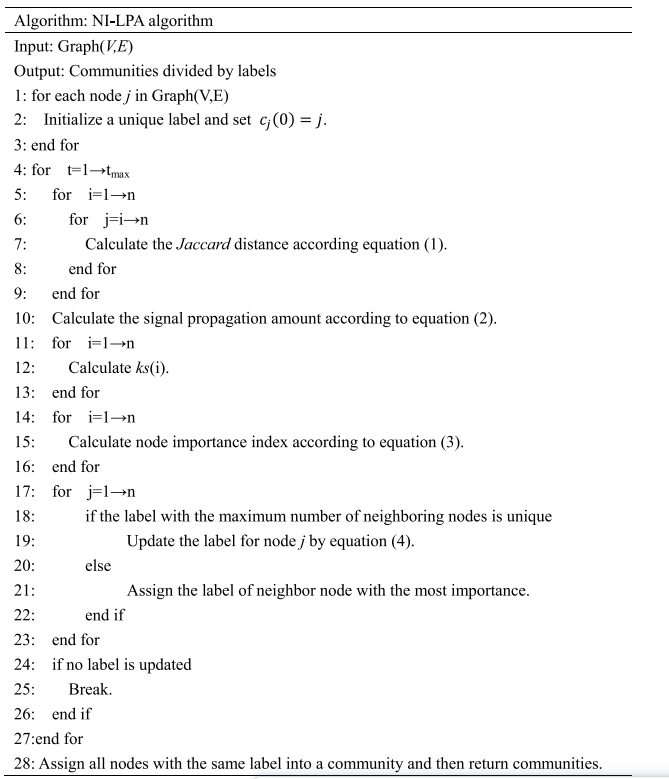 Algorithm: NI-LPA algorithm
Input: Graph(V,E)
Output: Communities divided by labels
1: for each node j in Graph(V,E)
2: Initialize a unique label and set cⱼ(0) = j.
3: end for
4: for t=1→tmax
5: for i=1→n
6: for j=i→n
7: Calculate the Jaccard distance according equation (1).
8: end for
9: end for
10: Calculate the signal propagation amount according to equation (2).
11: for i=1→n
12: Calculate ks(i).
13: end for
14: for i=1→n
15: Calculate node importance index according to equation (3).
16: end for
17: for j=1→n
18: if the label with the maximum number of neighboring nodes is unique
19: Update the label for node j by equation (4).
20: else
21: Assign the label of neighbor node with the most importance.
22: end if
23: end for
24: if no label is updated
25: Break.
26: end if
27:end for
28: Assign all nodes with the same label into a community and then return communities.